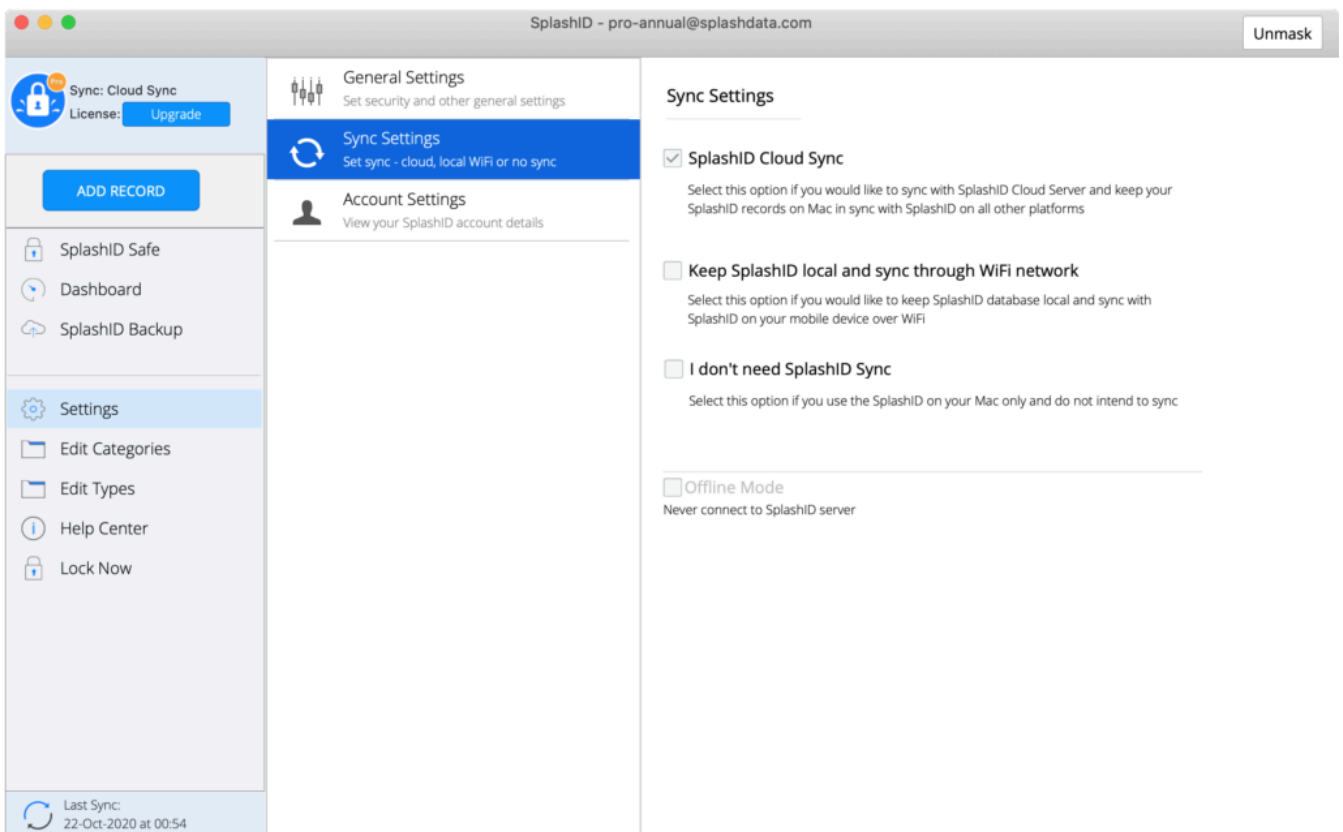 SplashID - pro-annual@splashdata.com
Unmask
Pro
Sync: Cloud Sync
License: Upgrade
ADD RECORD
SplashID Safe
Dashboard
SplashID Backup
Settings
Edit Categories
Edit Types
Help Center
Lock Now
Last Sync:
22-Oct-2020 at 00:54
General Settings
Set security and other general settings
Sync Settings
Set sync - cloud, local WiFi or no sync
Account Settings
View your SplashID account details
Sync Settings
SplashID Cloud Sync
Select this option if you would like to sync with SplashID Cloud Server and keep your
SplashID records on Mac in sync with SplashID on all other platforms
Keep SplashID local and sync through WiFi network
Select this option if you would like to keep SplashID database local and sync with
SplashID on your mobile device over WiFi
I don't need SplashID Sync
Select this option if you use the SplashID on your Mac only and do not intend to sync
Offline Mode
Never connect to SplashID server